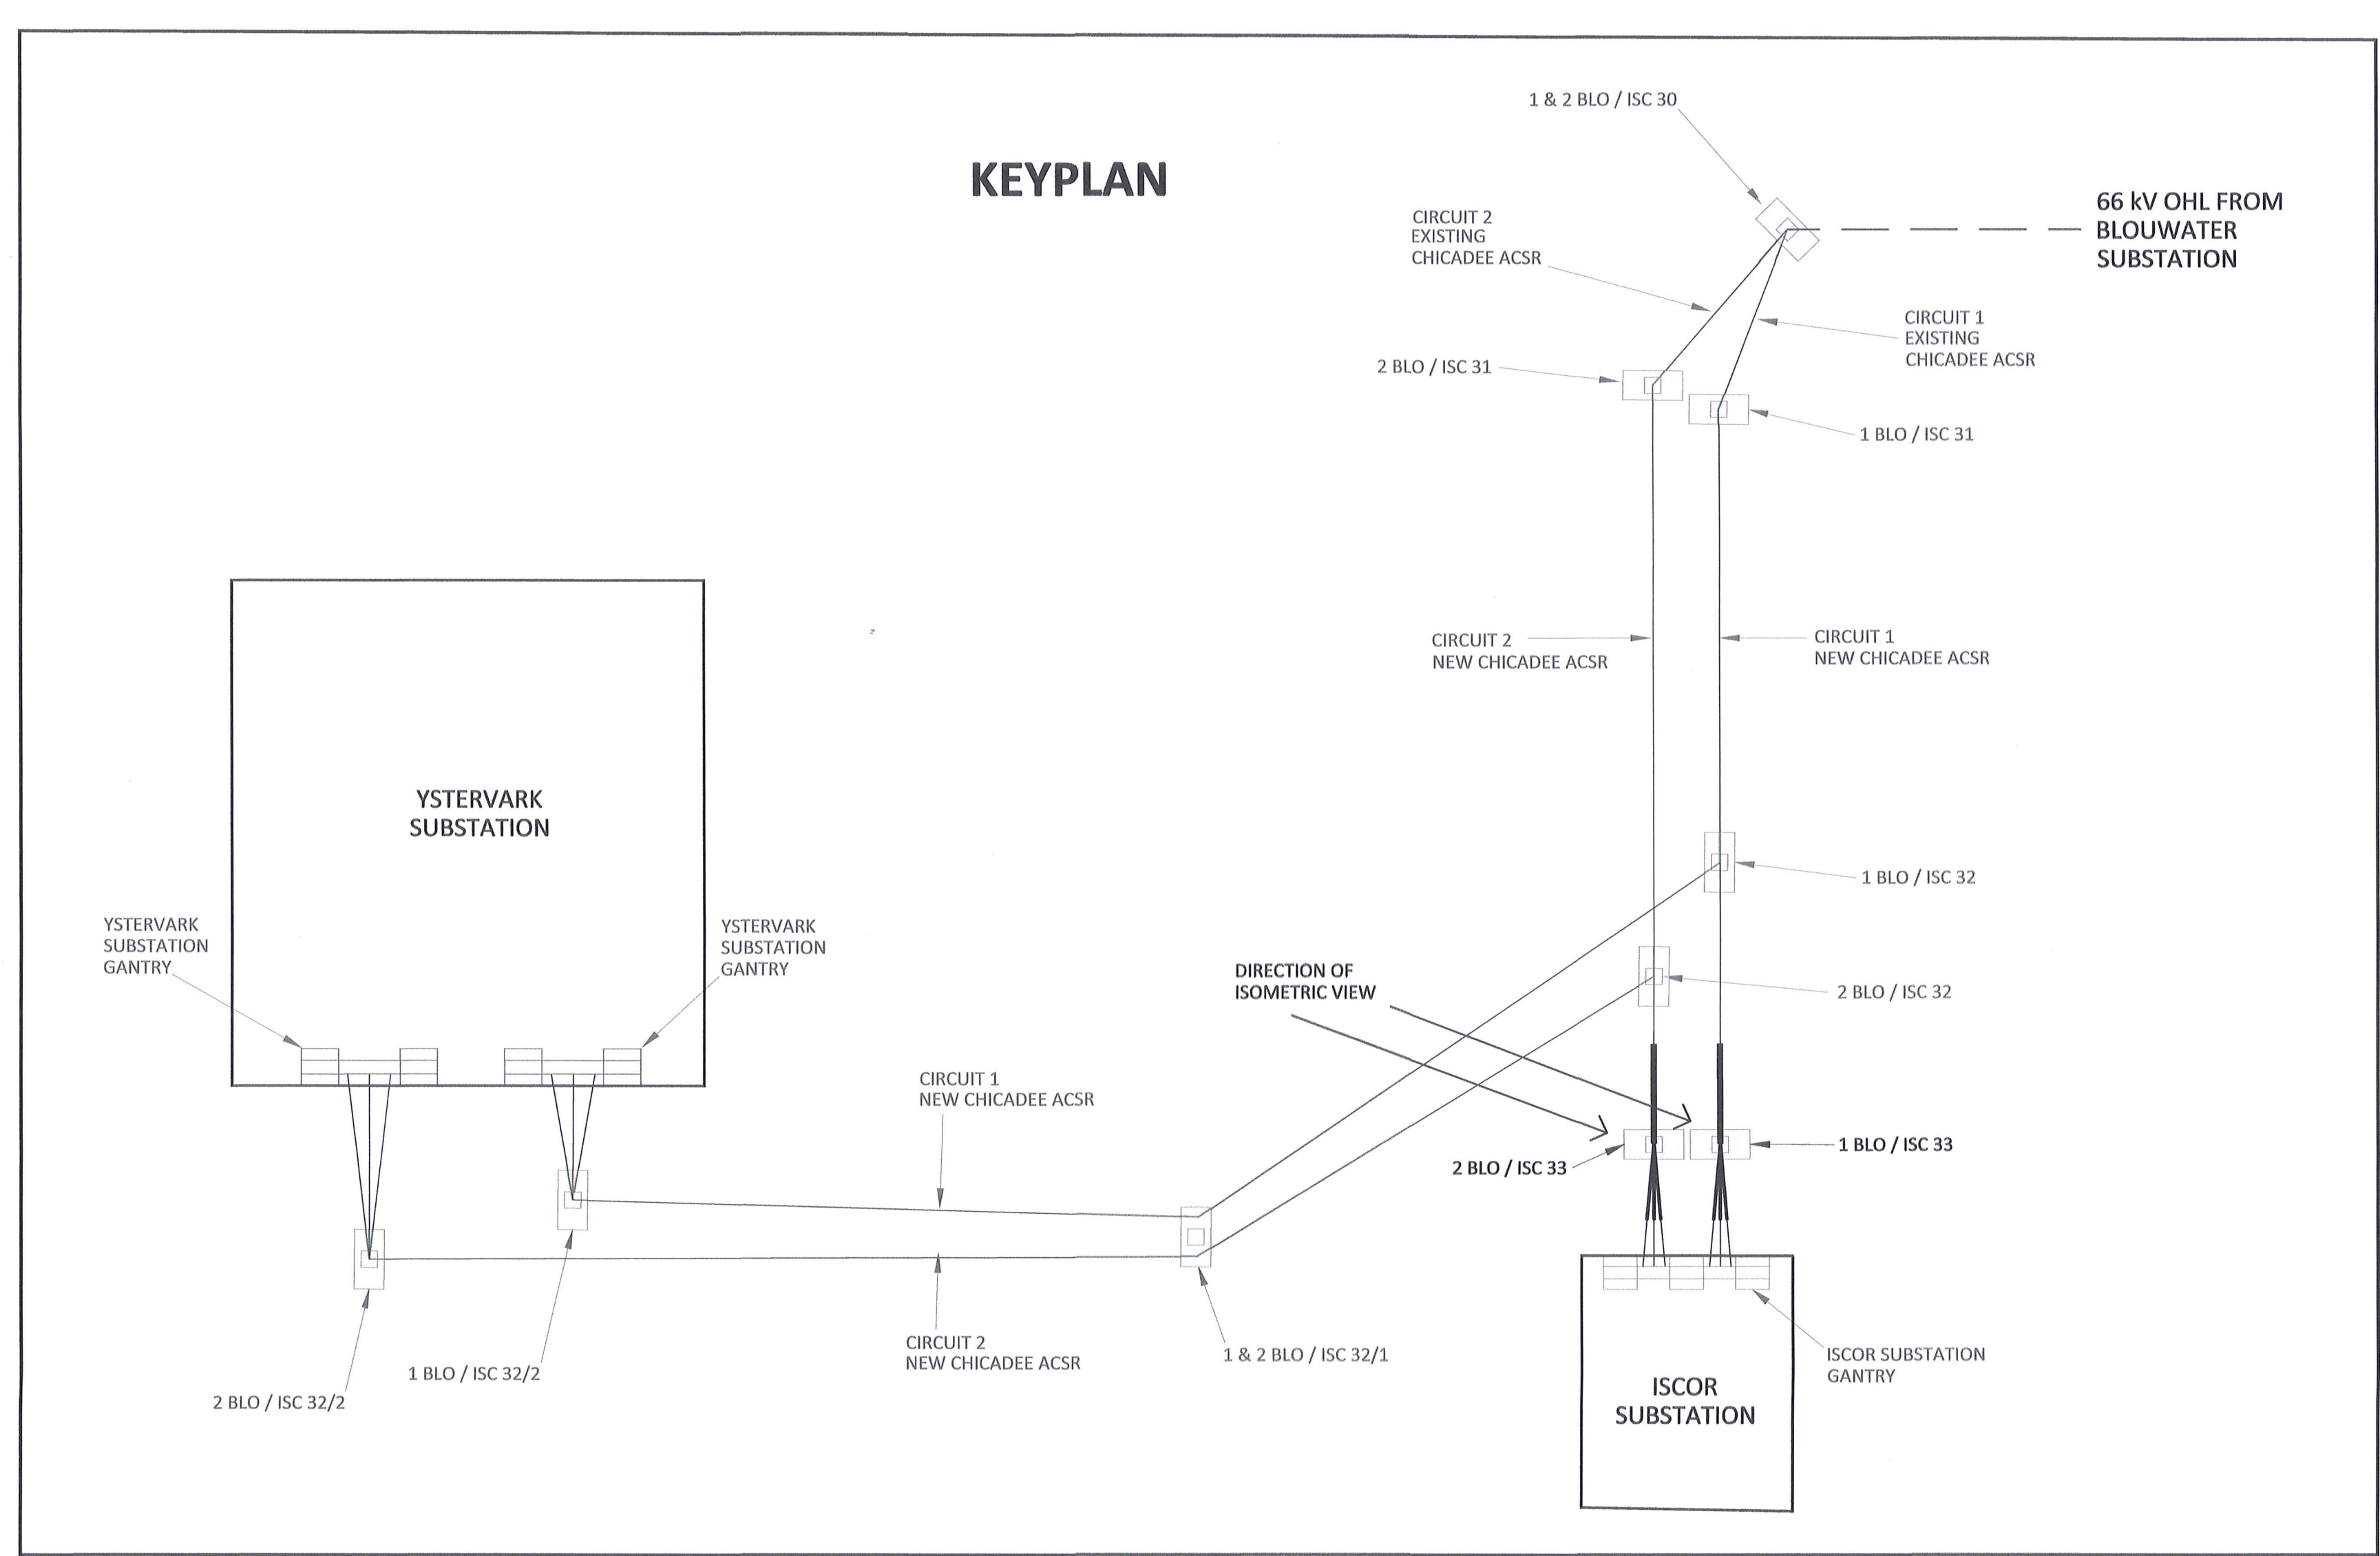 1 & 2 BLO / ISC 30
KEYPLAN
66 kV OHL FROM
BLOUWATER
SUBSTATION
CIRCUIT 2
EXISTING
CHICADEE ACSR
CIRCUIT 1
EXISTING
CHICADEE ACSR
2 BLO / ISC 31
1 BLO / ISC 31
CIRCUIT 2
NEW CHICADEE ACSR
CIRCUIT 1
NEW CHICADEE ACSR
YSTERVARK
SUBSTATION
1 BLO / ISC 32
YSTERVARK
SUBSTATION
GANTRY
YSTERVARK
SUBSTATION
GANTRY
DIRECTION OF
ISOMETRIC VIEW
2 BLO / ISC 32
CIRCUIT 1
NEW CHICADEE ACSR
2 BLO / ISC 33
1 BLO / ISC 33
CIRCUIT 2
NEW CHICADEE ACSR
1 & 2 BLO / ISC 32/1
1 BLO / ISC 32/2
2 BLO / ISC 32/2
ISCOR SUBSTATION
GANTRY
ISCOR
SUBSTATION